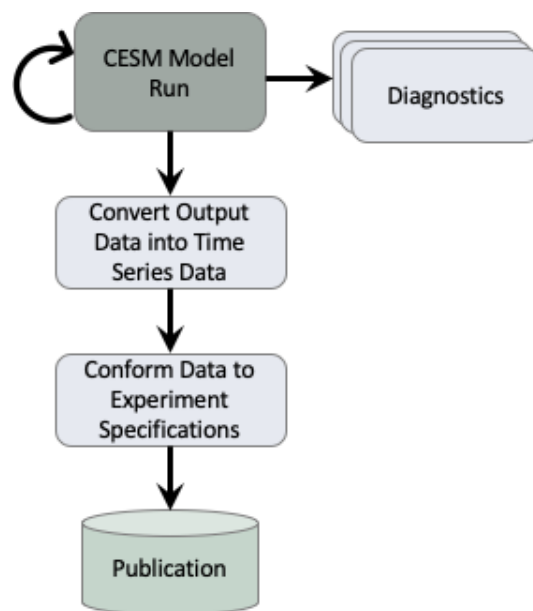 CESM Model
Run
Diagnostics
Convert Output
Data into Time
Series Data
Conform Data to
Experiment
Specifications
Publication